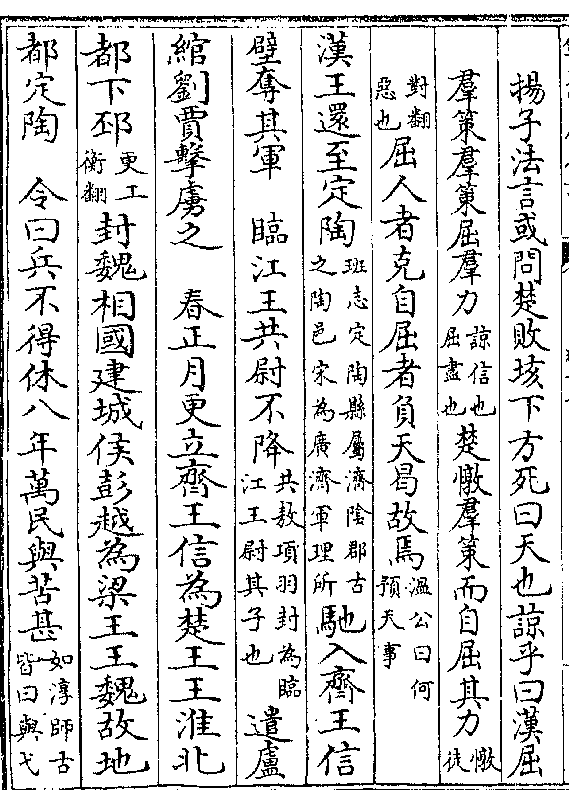 揚子法言或問楚敗垓下方死曰天也諒乎曰漢屈
羣策羣策屈羣力諒信也屈盡也楚憞羣策而自屈其力憞徒
對翻惡也屈人者克自屈者負天曷故焉温公曰何預天事
漢王還至定陶班志定陶縣屬濟隂郡古之陶邑宋為廣濟軍理所馳入齊王信
壁奪其軍　臨江王共尉不降共敖項羽封為臨江王尉其子也遣盧
綰劉賈擊虜之　春正月更立齊王信為楚王王淮北
都下邳更工衡翻封魏相國建城侯彭越為梁王王魏故地
都定陶　令曰兵不得休八年萬民與苦甚如淳師古皆曰與弋